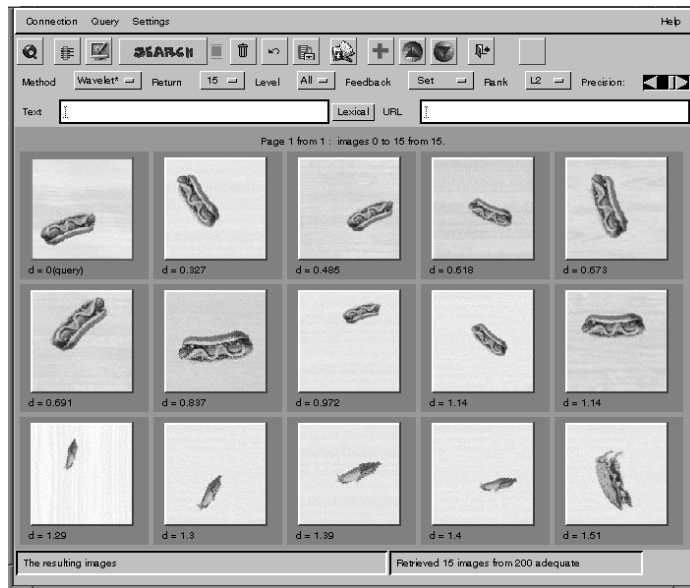 Connection Query Settings Help
SEARCH
Method Wavelet* Return 15 Level All Feedback Set Rank L2 Precision:
Text Lexical URL
Page 1 from 1 : images 0 to 15 from 15.
d = 0(query) d = 0.327 d = 0.485 d = 0.618 d = 0.673
d = 0.691 d = 0.837 d = 0.972 d = 1.14 d = 1.14
d = 1.29 d = 1.3 d = 1.39 d = 1.4 d = 1.51
The resulting images Retrieved 15 images from 200 adequate